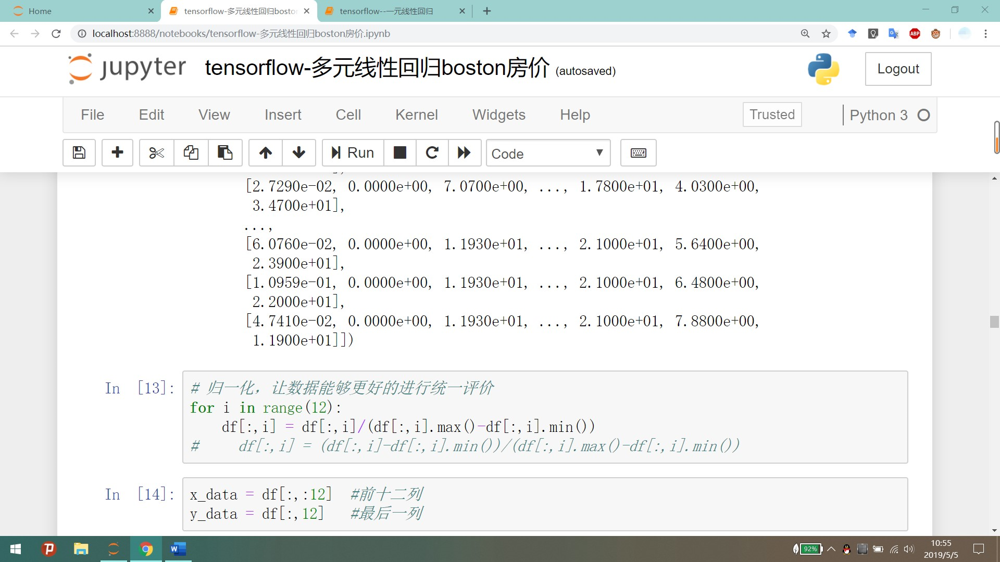 Home
tensorflow-多元线性回归bosto
tensorflow--一元线性回归
localhost:8888/notebooks/tensorflow-多元线性回归boston房价.ipynb
ABP
jupyter
tensorflow-多元线性回归boston房价 (autosaved)
Logout
File Edit View Insert Cell Kernel Widgets Help
Trusted
Python 3
Run
Code
[2.7290e-02, 0.0000e+00, 7.0700e+00, ..., 1.7800e+01, 4.0300e+00,
3.4700e+01],
...,
[6.0760e-02, 0.0000e+00, 1.1930e+01, ..., 2.1000e+01, 5.6400e+00,
2.3900e+01],
[1.0959e-01, 0.0000e+00, 1.1930e+01, ..., 2.1000e+01, 6.4800e+00,
2.2000e+01],
[4.7410e-02, 0.0000e+00, 1.1930e+01, ..., 2.1000e+01, 7.8800e+00,
1.1900e+01]])
In [13]:
# 归一化，让数据能够更好的进行统一评价
for i in range(12):
df[:,i] = df[:,i]/(df[:,i].max()-df[:,i].min())
# df[:,i] = (df[:,i]-df[:,i].min())/(df[:,i].max()-df[:,i].min())
In [14]:
x_data = df[:,:12] #前十二列
y_data = df[:,12] #最后一列
92%
10:55
2019/5/5